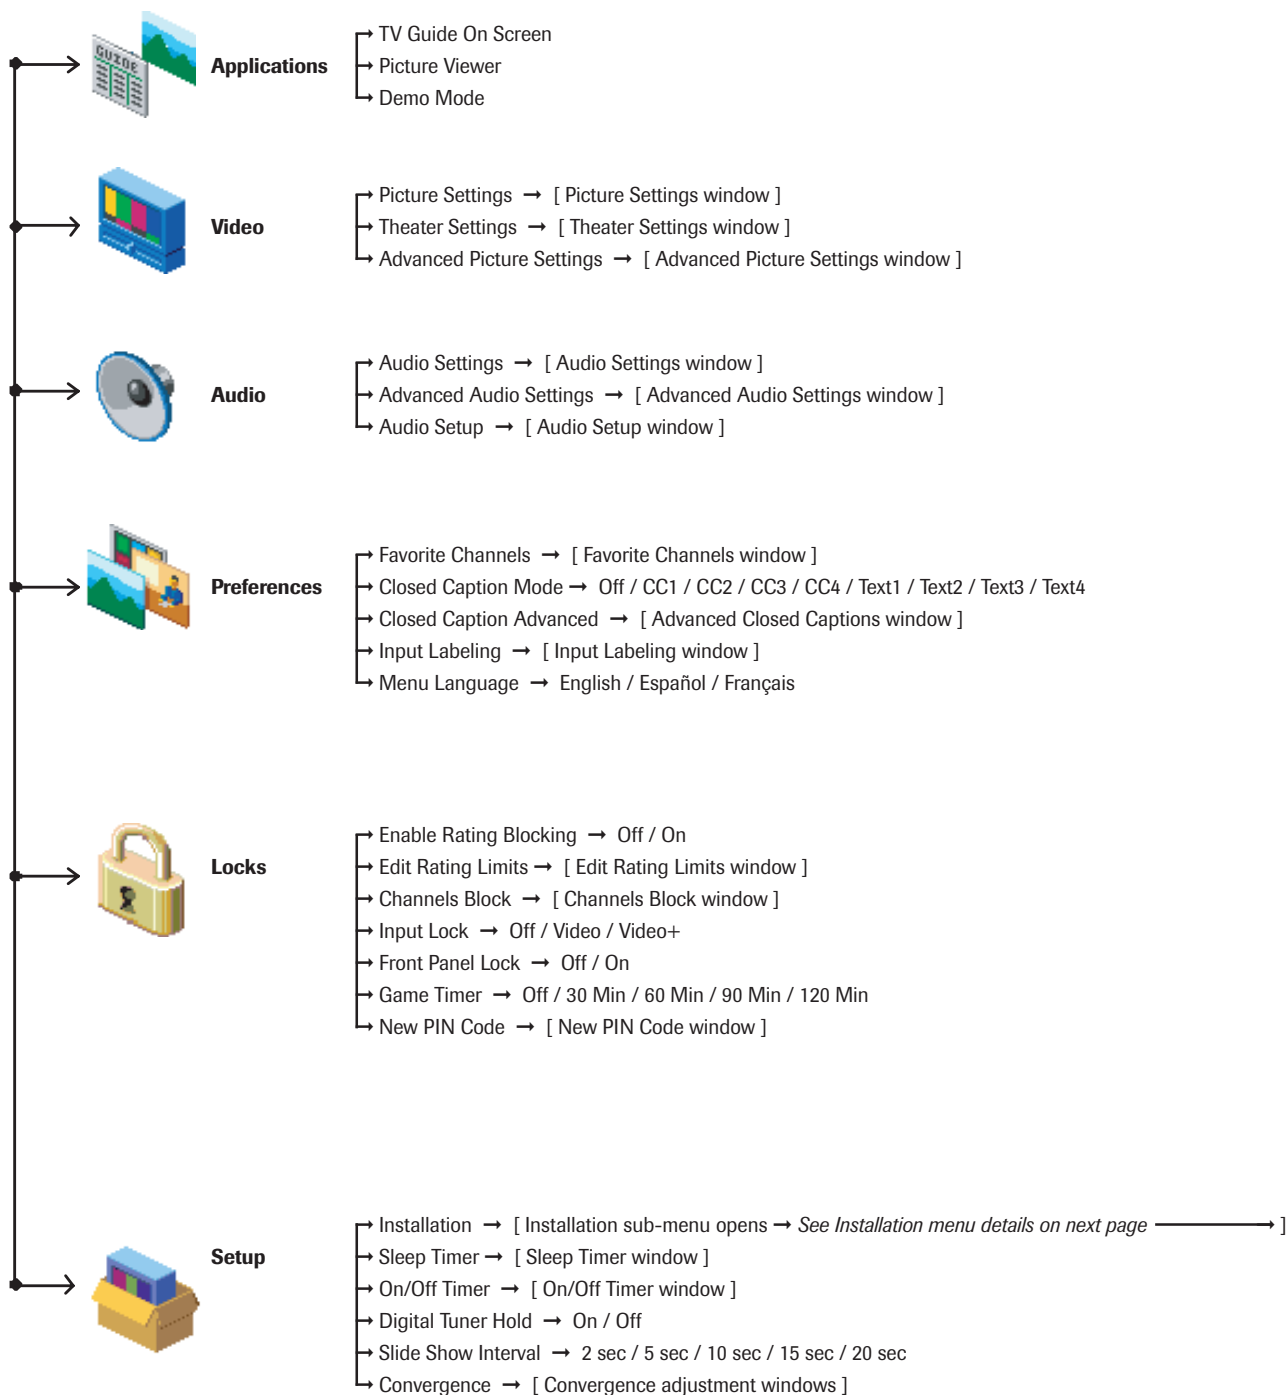 GUIDE
Applications
→ TV Guide On Screen
→ Picture Viewer
→ Demo Mode
Video
→ Picture Settings → [ Picture Settings window ]
→ Theater Settings → [ Theater Settings window ]
→ Advanced Picture Settings → [ Advanced Picture Settings window ]
Audio
→ Audio Settings → [ Audio Settings window ]
→ Advanced Audio Settings → [ Advanced Audio Settings window ]
→ Audio Setup → [ Audio Setup window ]
Preferences
→ Favorite Channels → [ Favorite Channels window ]
→ Closed Caption Mode → Off / CC1 / CC2 / CC3 / CC4 / Text1 / Text2 / Text3 / Text4
→ Closed Caption Advanced → [ Advanced Closed Captions window ]
→ Input Labeling → [ Input Labeling window ]
→ Menu Language → English / Español / Français
Locks
→ Enable Rating Blocking → Off / On
→ Edit Rating Limits → [ Edit Rating Limits window ]
→ Channels Block → [ Channels Block window ]
→ Input Lock → Off / Video / Video+
→ Front Panel Lock → Off / On
→ Game Timer → Off / 30 Min / 60 Min / 90 Min / 120 Min
→ New PIN Code → [ New PIN Code window ]
Setup
→ Installation → [ Installation sub-menu opens → See Installation menu details on next page → ]
→ Sleep Timer → [ Sleep Timer window ]
→ On/Off Timer → [ On/Off Timer window ]
→ Digital Tuner Hold → On / Off
→ Slide Show Interval → 2 sec / 5 sec / 10 sec / 15 sec / 20 sec
→ Convergence → [ Convergence adjustment windows ]